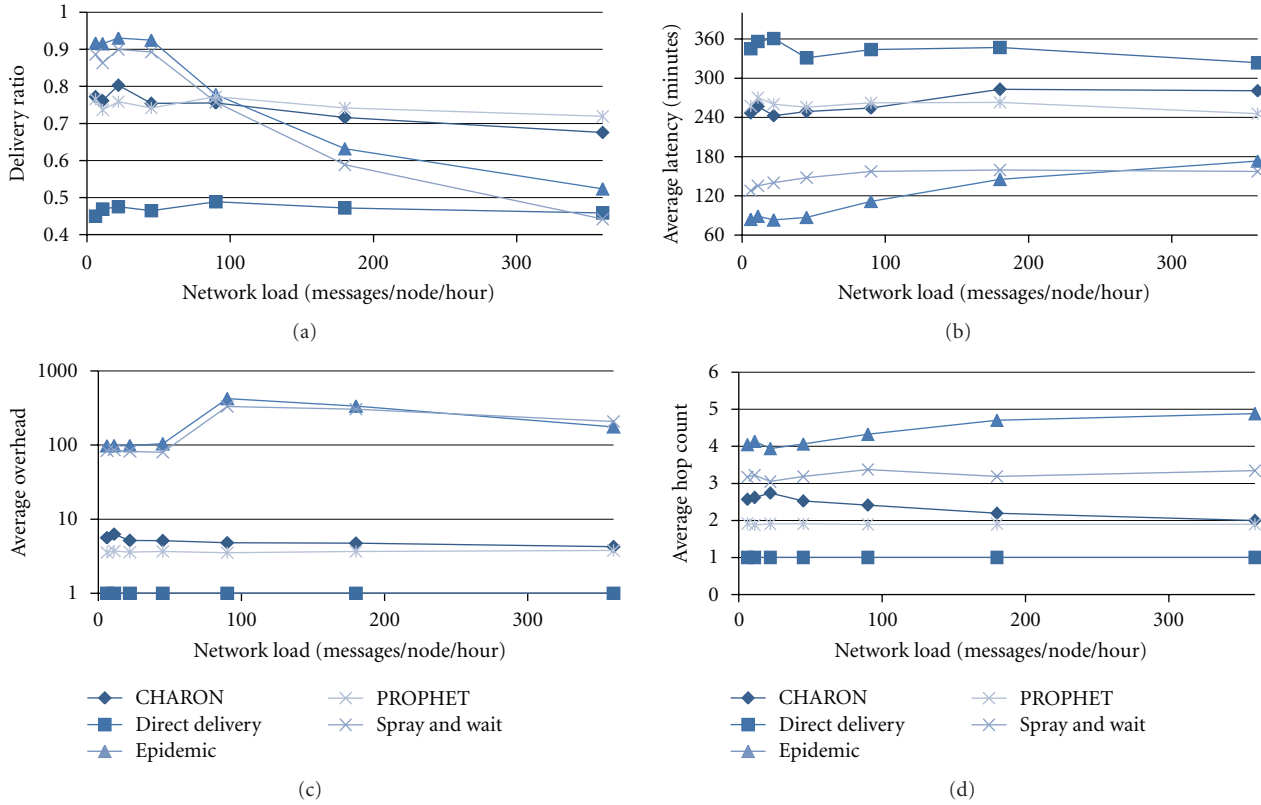 1
0.9
0.8
0.7
0.6
0.5
0.4
Delivery ratio
0 100 200 300
Network load (messages/node/hour)
(a)
360
300
240
180
120
60
Average latency (minutes)
0 100 200 300
Network load (messages/node/hour)
(b)
1000
100
10
1
Average overhead
0 100 200 300
Network load (messages/node/hour)
CHARON PROPHET
Direct delivery Spray and wait
Epidemic
(c)
6
5
4
3
2
1
0
Average hop count
0 100 200 300
Network load (messages/node/hour)
CHARON PROPHET
Direct delivery Spray and wait
Epidemic
(d)